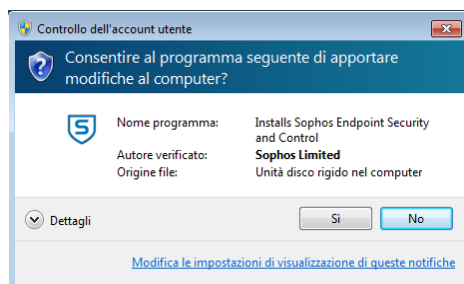 Controllo dell'account utente
Consentire al programma seguente di apportare
modifiche al computer?
Nome programma: Installs Sophos Endpoint Security
and Control
Autore verificato: Sophos Limited
Origine file: Unità disco rigido nel computer
Dettagli Sì No
Modifica le impostazioni di visualizzazione di queste notifiche